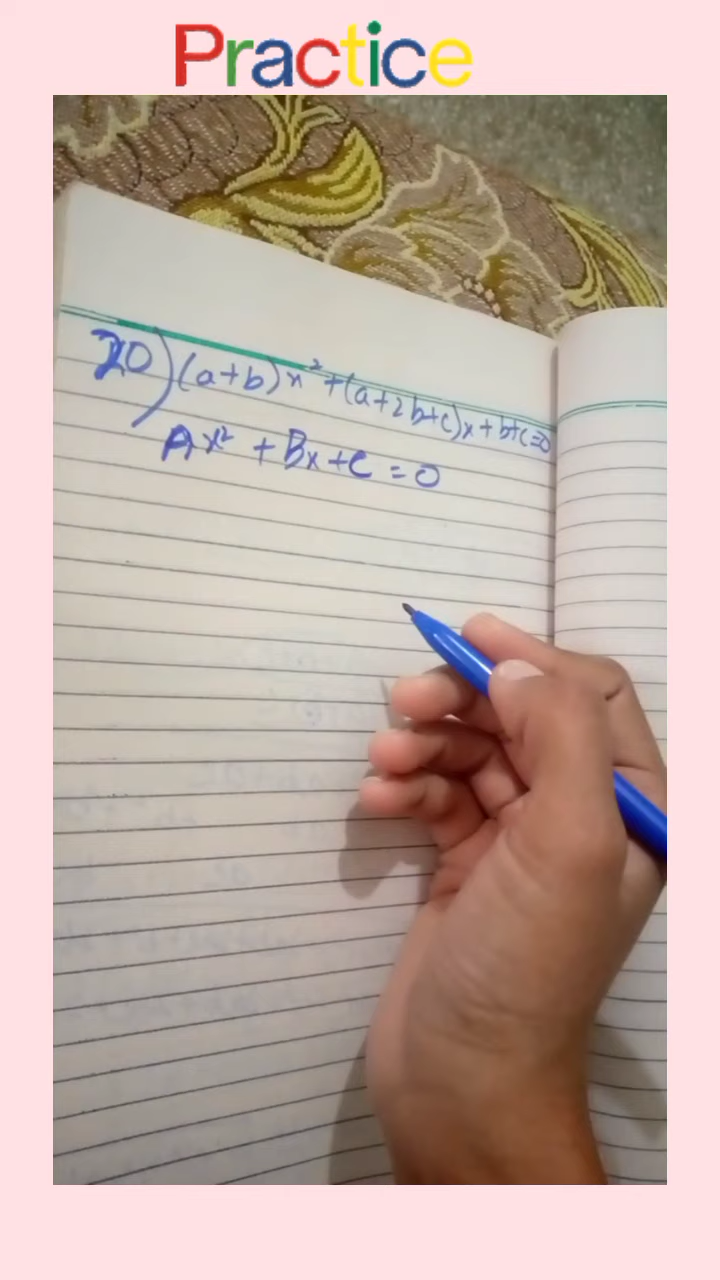 Practice
20) (a+b)x² + (a+2b+c)x + b+c=0
Ax² + Bx + C = 0